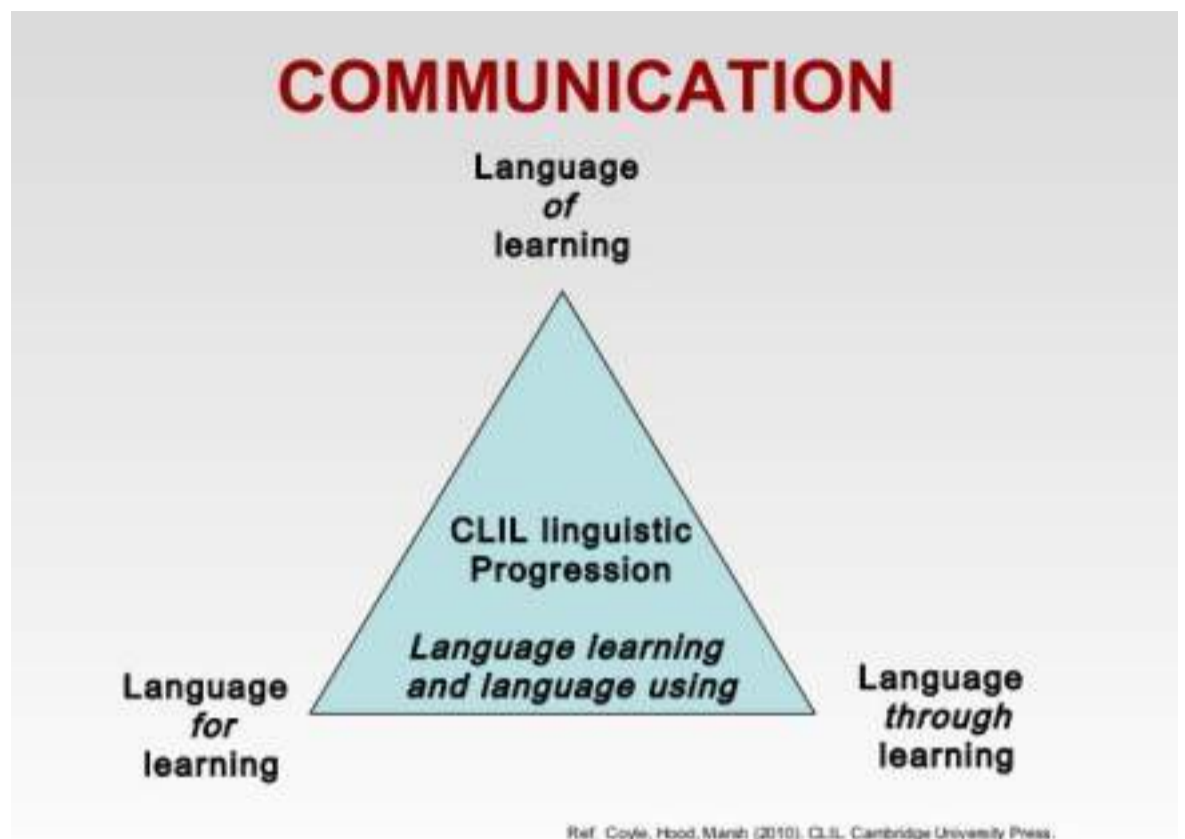 COMMUNICATION
Language
of
learning
CLIL linguistic
Progression
Language learning
and language using
Language
for
learning
Language
through
learning
Ref. Coyle, Hood, Marsh (2010). CLIL. Cambridge University Press.